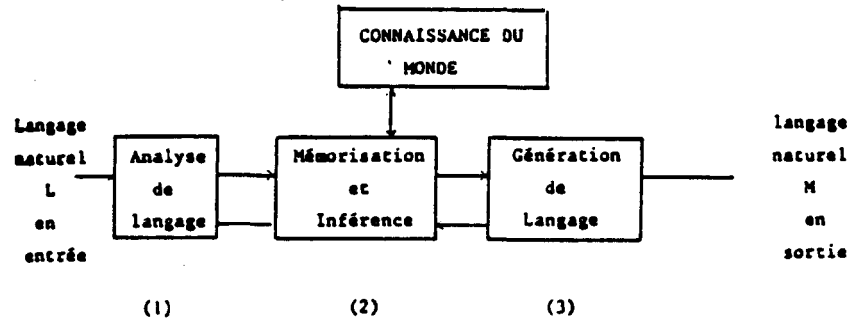 CONNAISSANCE DU
MONDE
Langage
naturel
L
en
entrée
Analyse
de
langage
Mémorisation
et
Inférence
Génération
de
Langage
langage
naturel
M
en
sortie
(1)
(2)
(3)